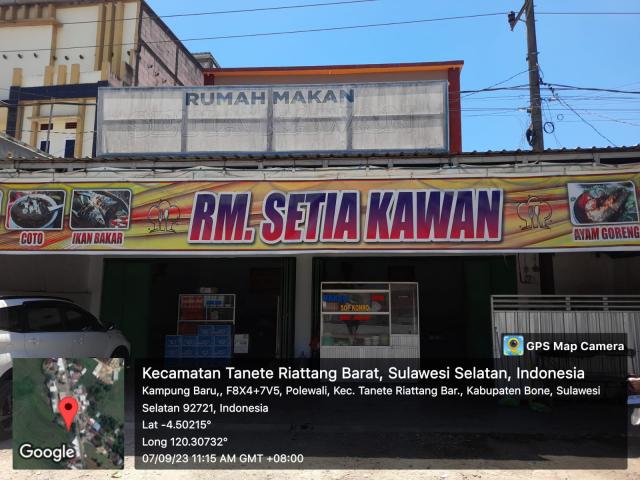 RUMAH MAKAN
RM. SETIA KAWAN
COTO
IKAN BAKAR
AYAM GORENG
SOP KONRO
GPS Map Camera
Kecamatan Tanete Riattang Barat, Sulawesi Selatan, Indonesia
Kampung Baru,, F8X4+7V5, Polewali, Kec. Tanete Riattang Bar., Kabupaten Bone, Sulawesi
Selatan 92721, Indonesia
Lat -4.50215°
Long 120.30732°
07/09/23 11:15 AM GMT +08:00
Google